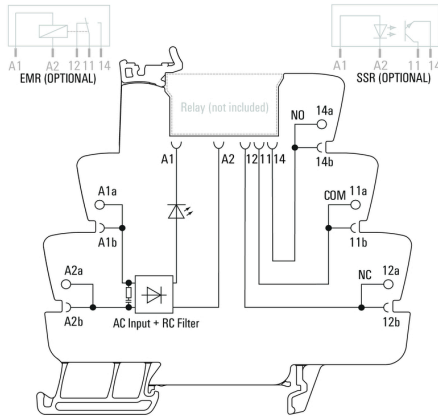 A1 A2 12 11 14
EMR (OPTIONAL)
A1 A2 11 14
SSR (OPTIONAL)
Relay (not included)
A1 A2 12 11 14
NO 14a
14b
COM 11a
11b
NC 12a
12b
A1a
A1b
A2a
A2b
AC Input + RC Filter